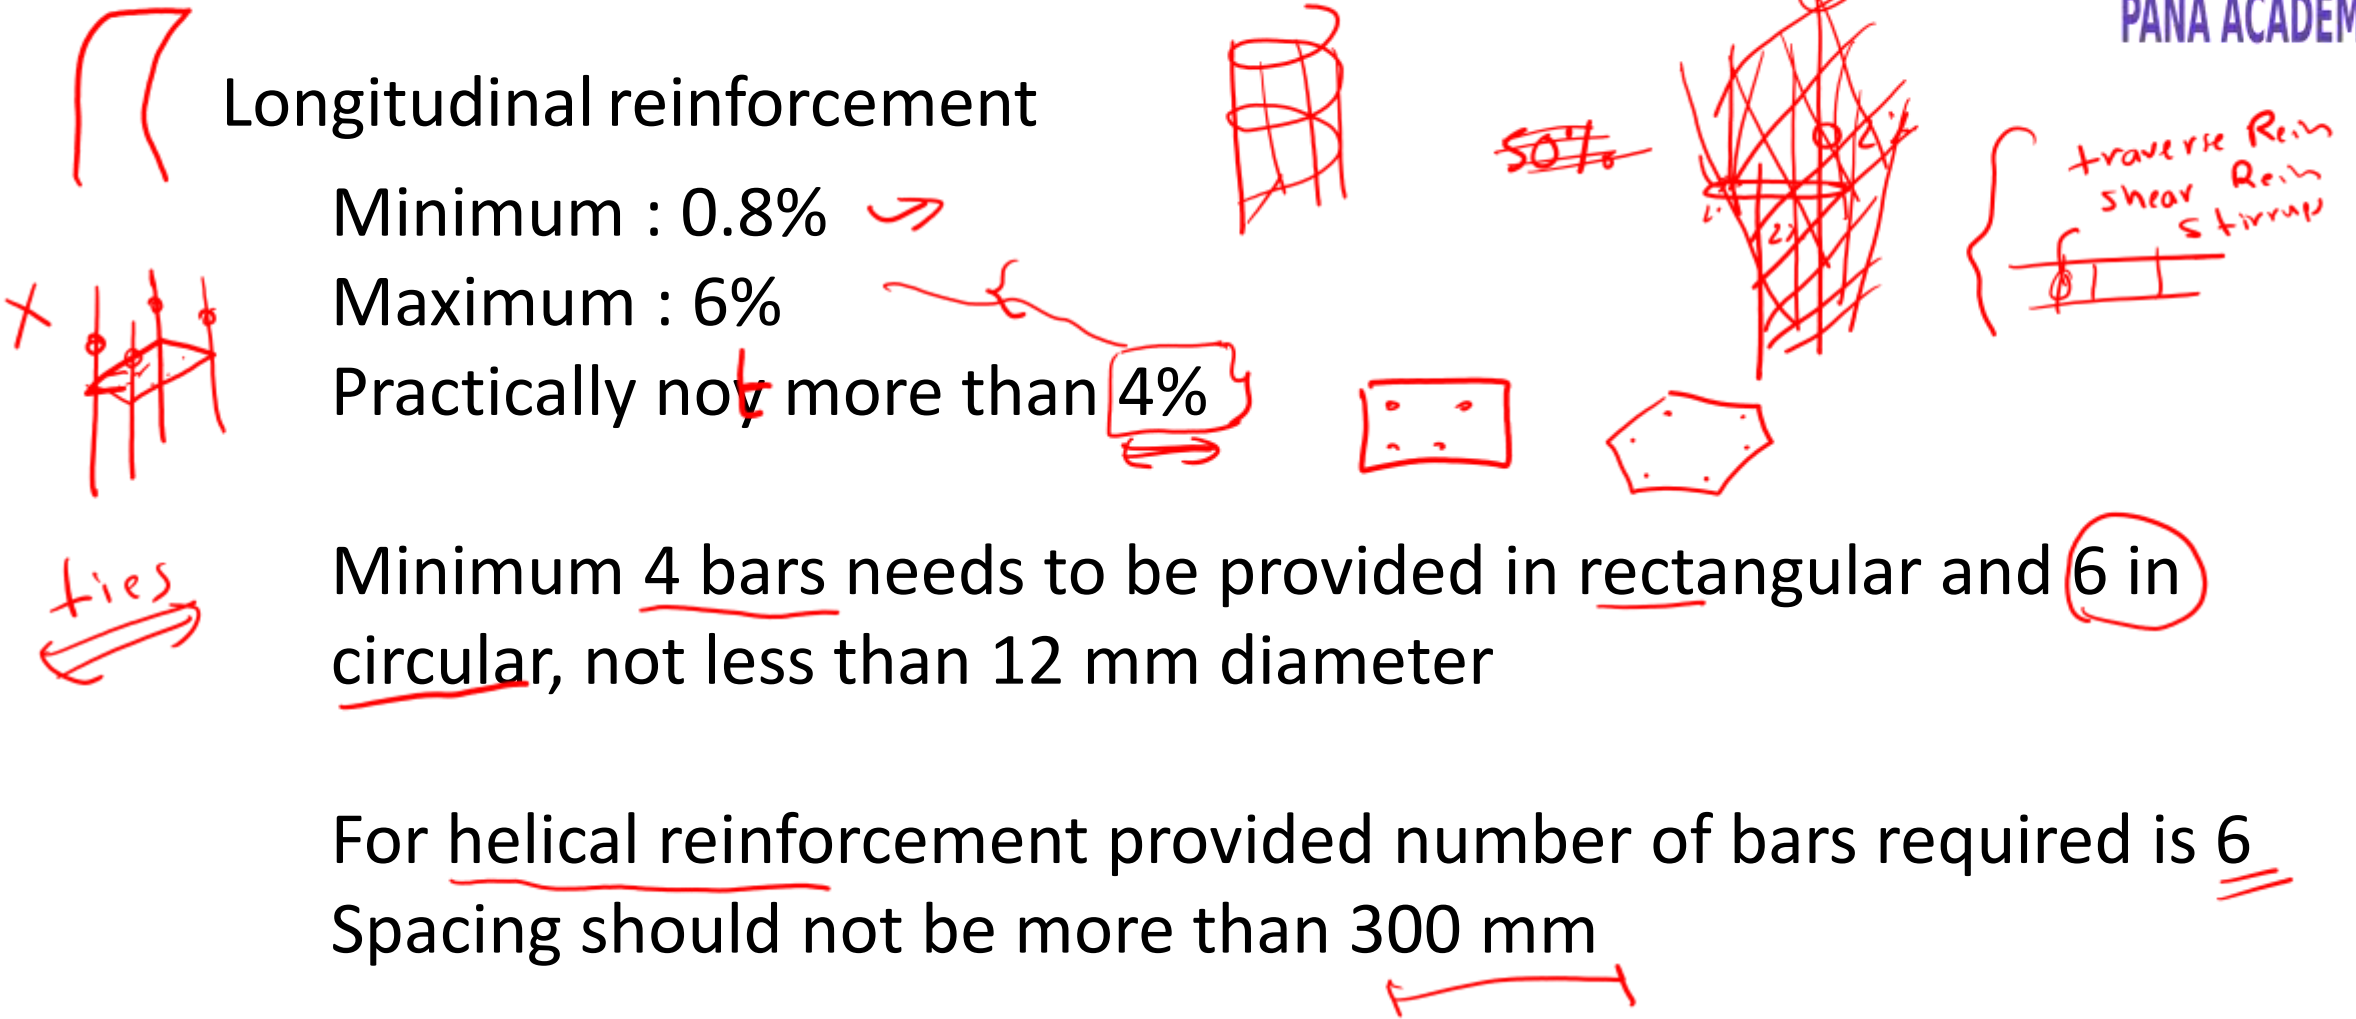 PANA ACADEM
Longitudinal reinforcement
50%
traverse Rein
shear Rein
stirrups
Minimum : 0.8%
Maximum : 6%
Practically not more than 4%
ties
Minimum 4 bars needs to be provided in rectangular and 6 in
circular, not less than 12 mm diameter
For helical reinforcement provided number of bars required is 6
Spacing should not be more than 300 mm